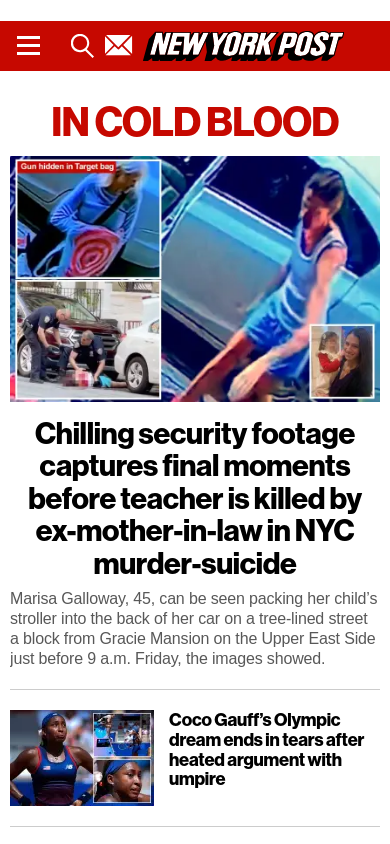 NEW YORK POST
IN COLD BLOOD
Gun hidden in Target bag
Chilling security footage
captures final moments
before teacher is killed by
ex-mother-in-law in NYC
murder-suicide
Marisa Galloway, 45, can be seen packing her child’s
stroller into the back of her car on a tree-lined street
a block from Gracie Mansion on the Upper East Side
just before 9 a.m. Friday, the images showed.
Coco Gauff’s Olympic
dream ends in tears after
heated argument with
umpire